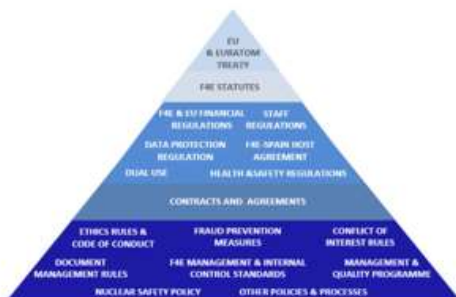 EU
& EURATOM
TREATY
F4E STATUTES
F4E & EU FINANCIAL REGULATIONS
STAFF REGULATIONS
DATA PROTECTION REGULATION
F4E-SPAIN HOST AGREEMENT
DUAL USE
HEALTH &SAFETY REGULATIONS
CONTRACTS AND AGREEMENTS
ETHICS RULES &
CODE OF CONDUCT
FRAUD PREVENTION
MEASURES
CONFLICT OF
INTEREST RULES
DOCUMENT
MANAGEMENT RULES
F4E MANAGEMENT & INTERNAL
CONTROL STANDARDS
MANAGEMENT &
QUALITY PROGRAMME
NUCLEAR SAFETY POLICY
OTHER POLICIES & PROCESSES